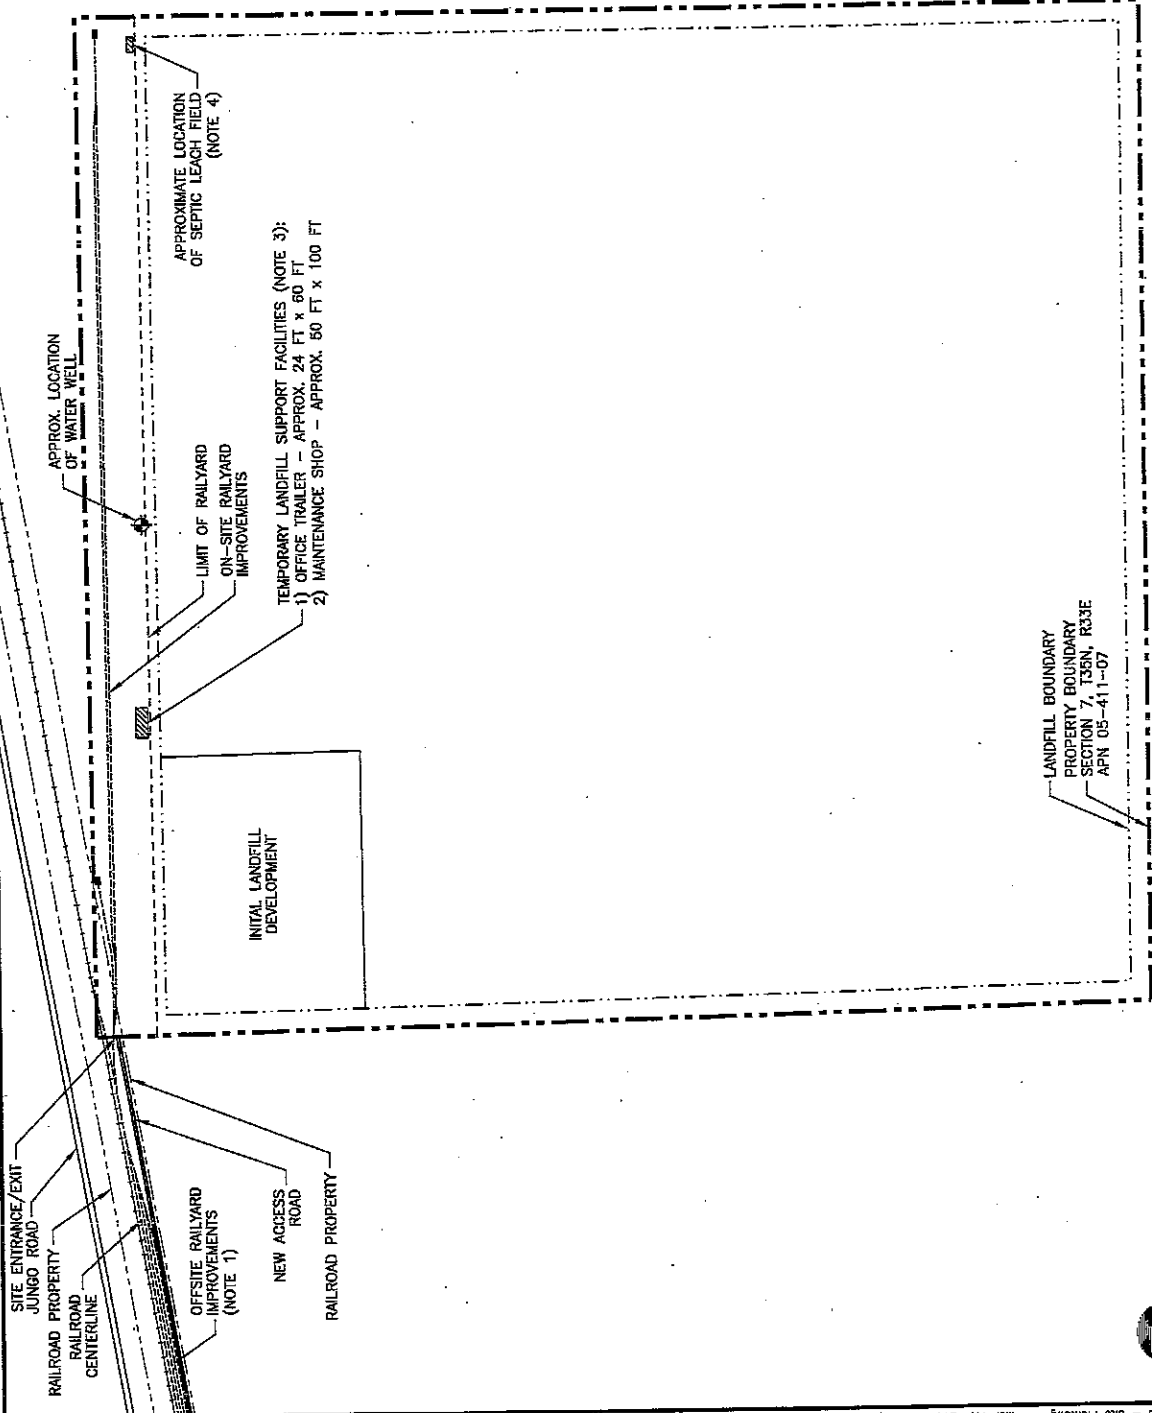 SITE ENTRANCE/EXIT
JUNGO ROAD
RAILROAD PROPERTY
RAILROAD
CENTERLINE
OFFSITE RAILYARD
IMPROVEMENTS
(NOTE 1)
NEW ACCESS
ROAD
RAILROAD PROPERTY
INITAL LANDFILL
DEVELOPMENT
APPROX. LOCATION
OF WATER WELL
LIMIT OF RAILYARD
ON-SITE RAILYARD
IMPROVEMENTS
TEMPORARY LANDFILL SUPPORT FACILITIES (NOTE 3):
1) OFFICE TRAILER - APPROX. 24 FT x 60 FT
2) MAINTENANCE SHOP - APPROX. 60 FT x 100 FT
APPROXIMATE LOCATION
OF SEPTIC LEACH FIELD
(NOTE 4)
LANDFILL BOUNDARY
PROPERTY BOUNDARY
SECTION 7, T35N, R33E
APN 05-411-07